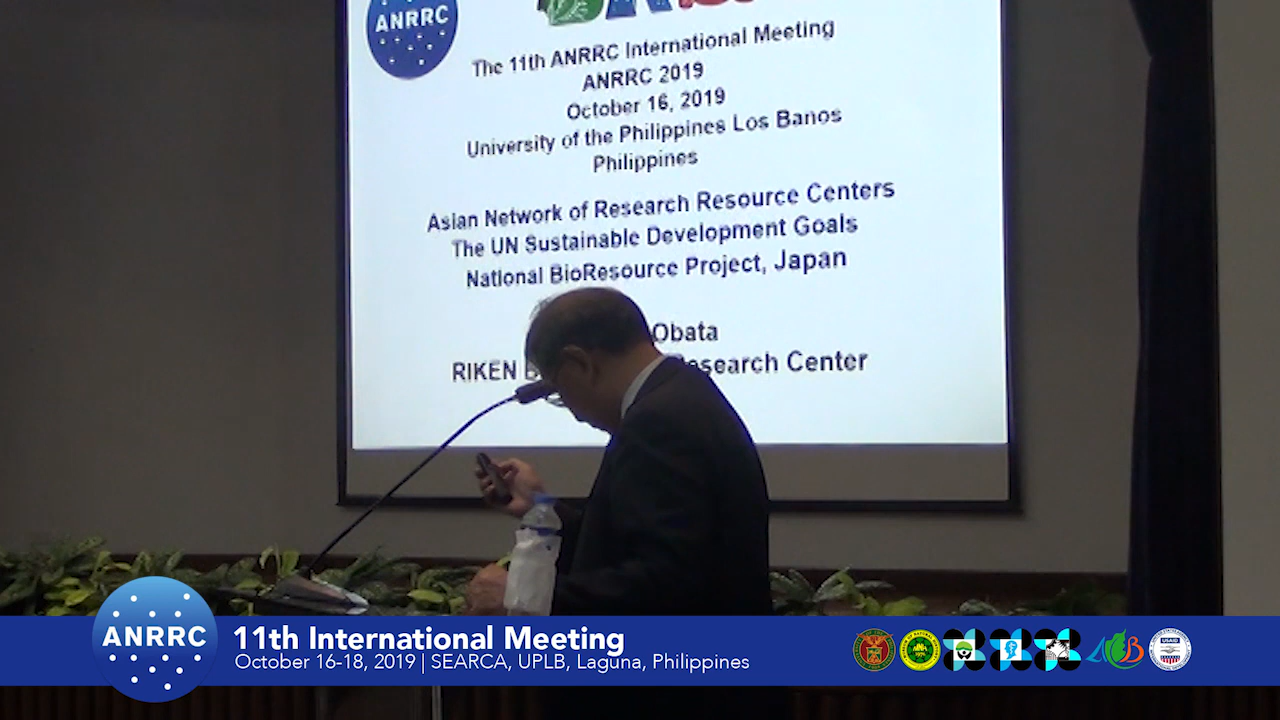 ANRRC
The 11th ANRRC International Meeting
ANRRC 2019
October 16, 2019
University of the Philippines Los Banos
Philippines
Asian Network of Research Resource Centers
The UN Sustainable Development Goals
National BioResource Project, Japan
Obata
RIKEN Research Center
ANRRC
11th International Meeting
October 16-18, 2019 | SEARCA, UPLB, Laguna, Philippines
USAID